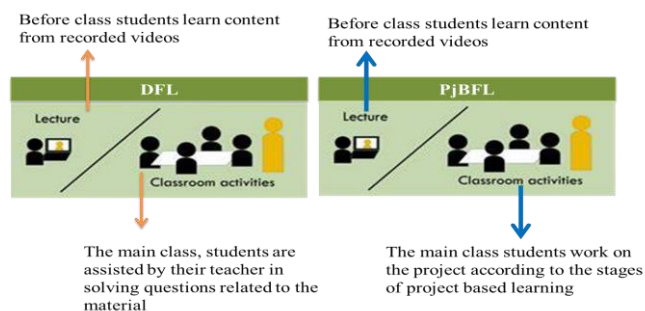 Before class students learn content
from recorded videos
DFL
Lecture
Classroom activities
The main class, students are
assisted by their teacher in
solving questions related to the
material
Before class students learn content
from recorded videos
PjBFL
Lecture
Classroom activities
The main class students work on
the project according to the stages
of project based learning